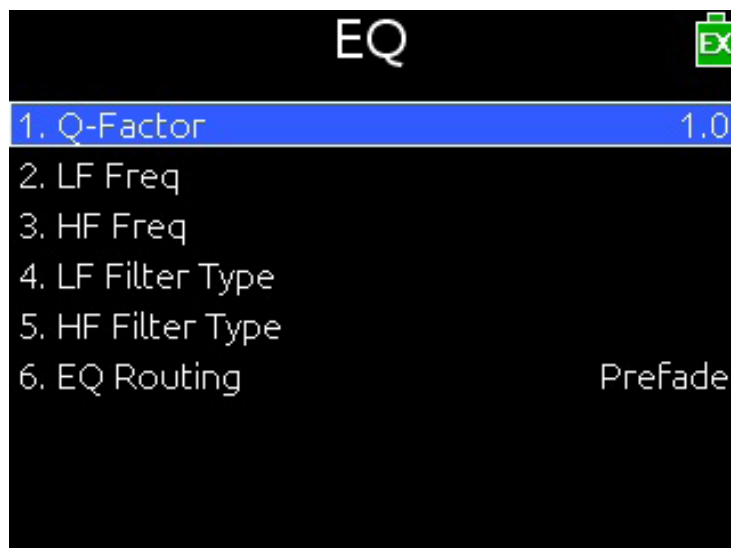 EQ
EX
1. Q-Factor 1.0
2. LF Freq
3. HF Freq
4. LF Filter Type
5. HF Filter Type
6. EQ Routing Prefade